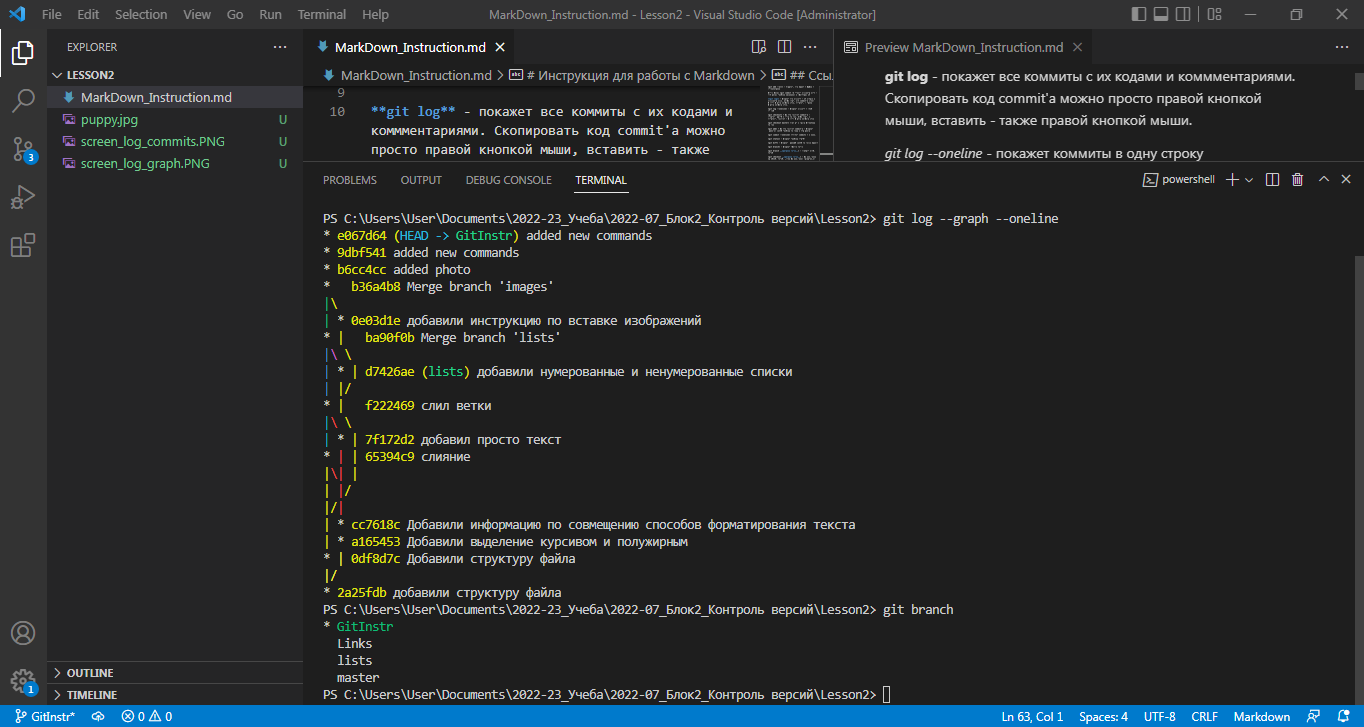 File Edit Selection View Go Run Terminal Help MarkDown_Instruction.md - Lesson2 - Visual Studio Code [Administrator]
EXPLORER
LESSON2
MarkDown_Instruction.md
puppy.jpg U
screen_log_commits.PNG U
screen_log_graph.PNG U
OUTLINE
TIMELINE
3
1
MarkDown_Instruction.md
MarkDown_Instruction.md > # Инструкция для работы с Markdown > ## Ссы.
9
10 **git log** - покажет все коммиты с их кодами и
коммментариями. Скопировать код commit'а можно
просто правой кнопкой мыши, вставить - также
Preview MarkDown_Instruction.md
git log - покажет все коммиты с их кодами и коммментариями.
Скопировать код commit'а можно просто правой кнопкой
мыши, вставить - также правой кнопкой мыши.
git log --oneline - покажет коммиты в одну строку
PROBLEMS OUTPUT DEBUG CONSOLE TERMINAL
powershell
PS C:\Users\User\Documents\2022-23_Учеба\2022-07_Блок2_Контроль версий\Lesson2> git log --graph --oneline
* e067d64 (HEAD -> GitInstr) added new commands
* 9dbf541 added new commands
* b6cc4cc added photo
*   b36a4b8 Merge branch 'images'
|\
| * 0e03d1e добавили инструкцию по вставке изображений
* |   ba90f0b Merge branch 'lists'
|\ \
| * | d7426ae (lists) добавили нумерованные и ненумерованные списки
| |/
* |   f222469 слил ветки
|\ \
| * | 7f172d2 добавил просто текст
* | | 65394c9 слияние
|\| |
| |/
|/|
| * cc7618c Добавили информацию по совмещению способов форматирования текста
| * a165453 Добавили выделение курсивом и полужирным
* | 0df8d7c Добавили структуру файла
|/
* 2a25fdb добавили структуру файла
PS C:\Users\User\Documents\2022-23_Учеба\2022-07_Блок2_Контроль версий\Lesson2> git branch
* GitInstr
  Links
  lists
  master
PS C:\Users\User\Documents\2022-23_Учеба\2022-07_Блок2_Контроль версий\Lesson2>
GitInstr* 0 0 Ln 63, Col 1 Spaces: 4 UTF-8 CRLF Markdown